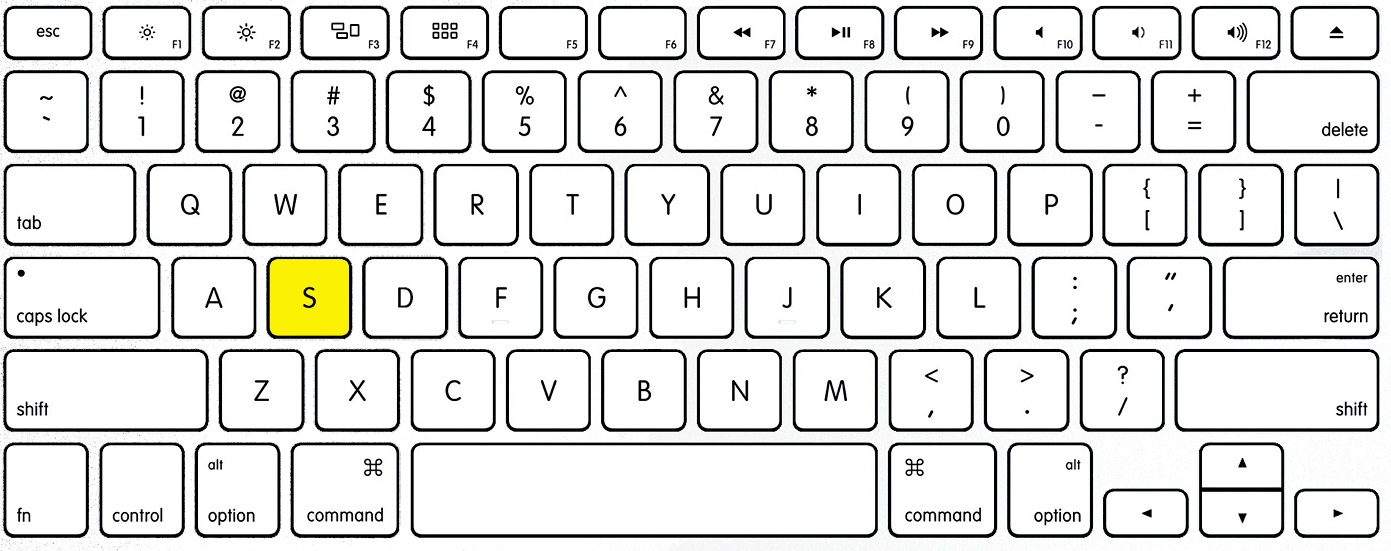 esc F1 F2 F3 F4 F5 F6 F7 F8 F9 F10 F11 F12
~ ! @ # $ % ^ & * ( ) – +
` 1 2 3 4 5 6 7 8 9 0 - = delete
tab Q W E R T Y U I O P { } |
[ ] \
caps lock A S D F G H J K L : " enter
; ' return
shift Z X C V B N M < > ? shift
, . /
alt ⌘ ⌘ alt
fn control option command command option